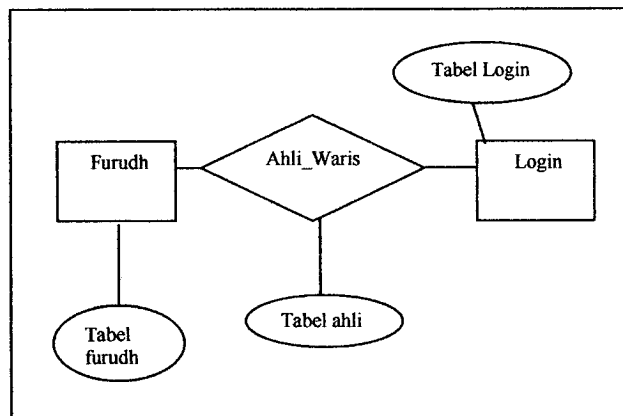 Tabel Login
Furudh
Ahli_Waris
Login
Tabel
furudh
Tabel ahli